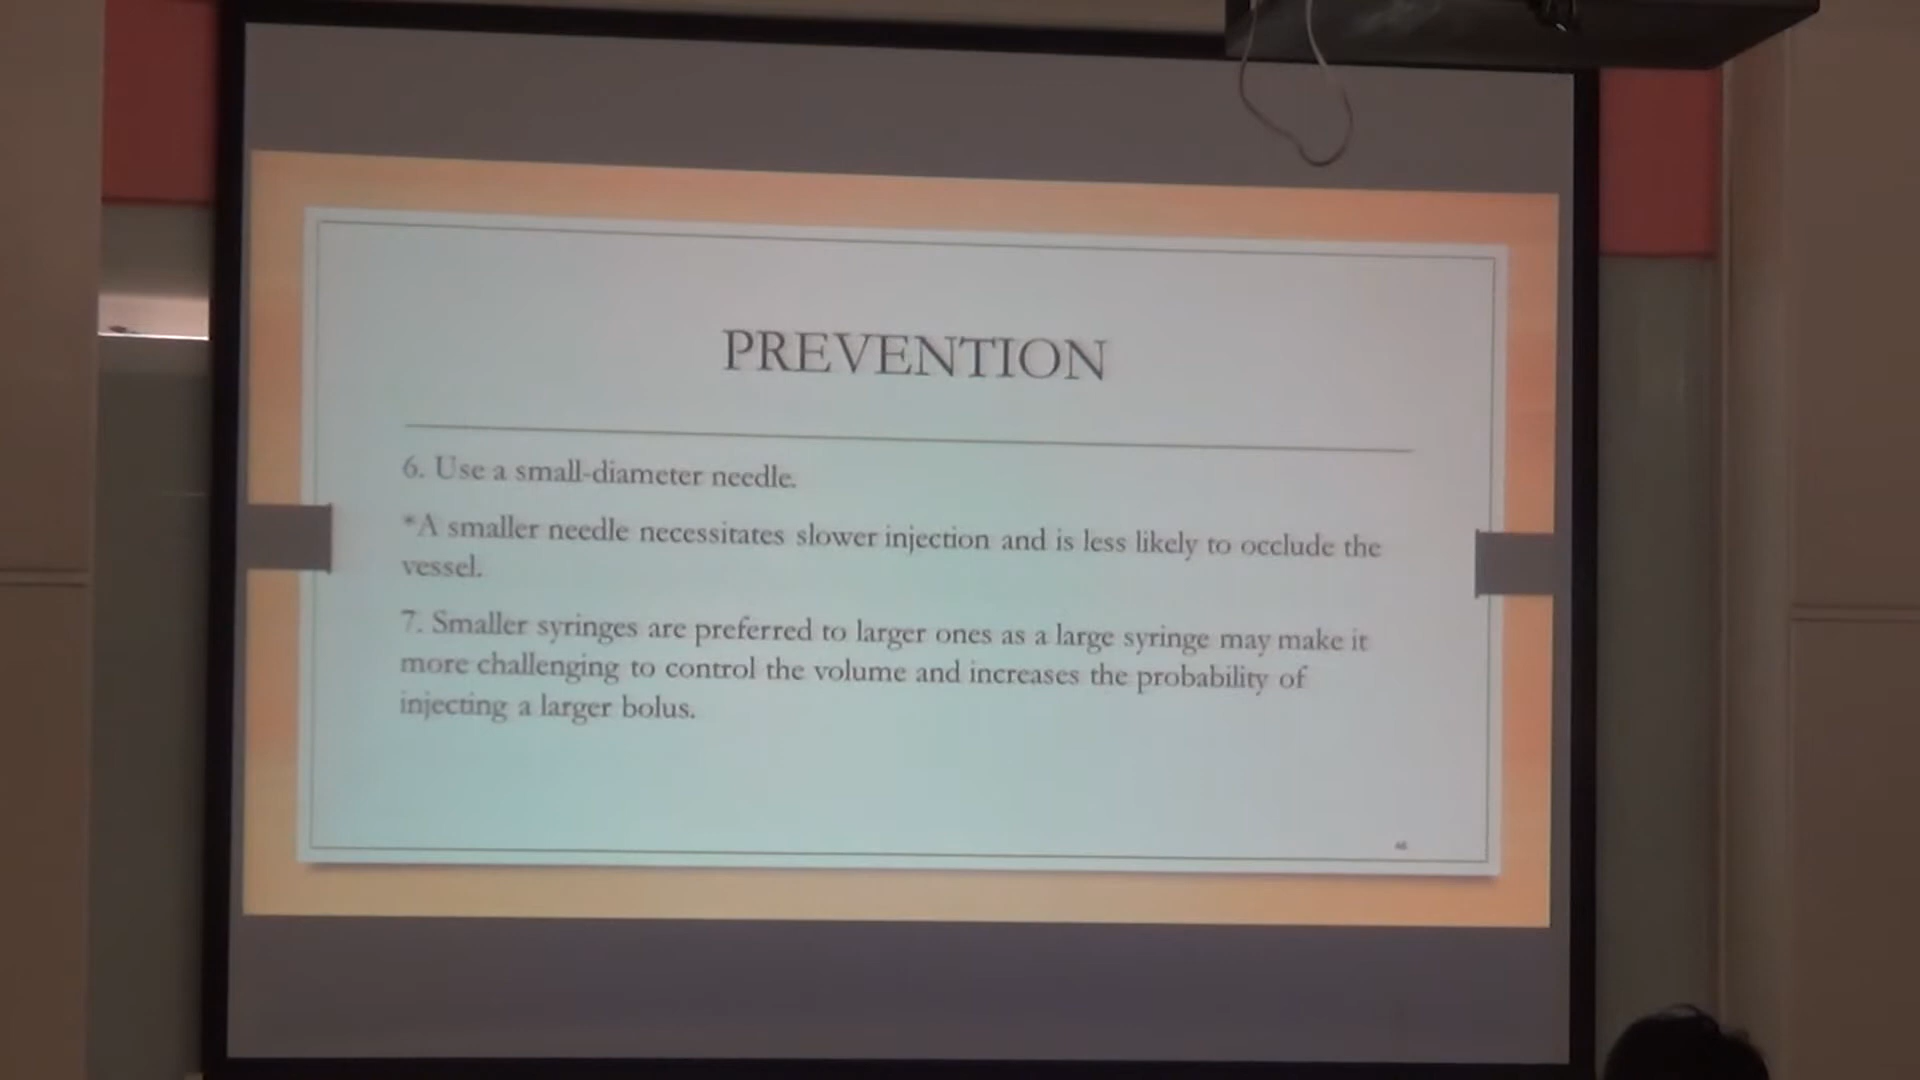 PREVENTION
6. Use a small-diameter needle.
*A smaller needle necessitates slower injection and is less likely to occlude the
vessel.
7. Smaller syringes are preferred to larger ones as a large syringe may make it
more challenging to control the volume and increases the probability of
injecting a larger bolus.